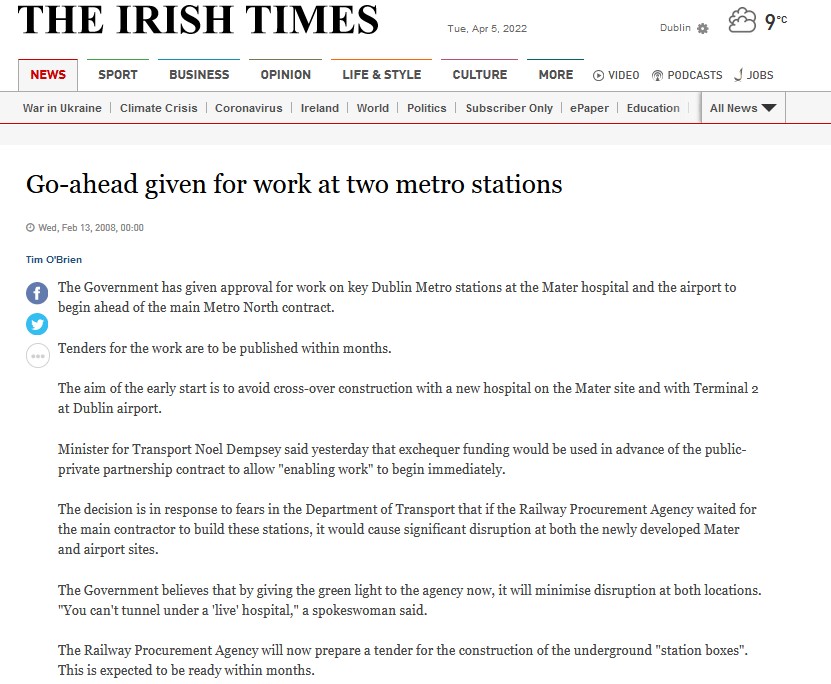 THE IRISH TIMES
Tue, Apr 5, 2022
Dublin
9°C
NEWS SPORT BUSINESS OPINION LIFE & STYLE CULTURE MORE VIDEO PODCASTS JOBS
War in Ukraine Climate Crisis Coronavirus Ireland World Politics Subscriber Only ePaper Education All News
Go-ahead given for work at two metro stations
Wed, Feb 13, 2008, 00:00
Tim O'Brien
The Government has given approval for work on key Dublin Metro stations at the Mater hospital and the airport to
begin ahead of the main Metro North contract.
Tenders for the work are to be published within months.
The aim of the early start is to avoid cross-over construction with a new hospital on the Mater site and with Terminal 2
at Dublin airport.
Minister for Transport Noel Dempsey said yesterday that exchequer funding would be used in advance of the public-
private partnership contract to allow "enabling work" to begin immediately.
The decision is in response to fears in the Department of Transport that if the Railway Procurement Agency waited for
the main contractor to build these stations, it would cause significant disruption at both the newly developed Mater
and airport sites.
The Government believes that by giving the green light to the agency now, it will minimise disruption at both locations.
"You can't tunnel under a 'live' hospital," a spokeswoman said.
The Railway Procurement Agency will now prepare a tender for the construction of the underground "station boxes".
This is expected to be ready within months.